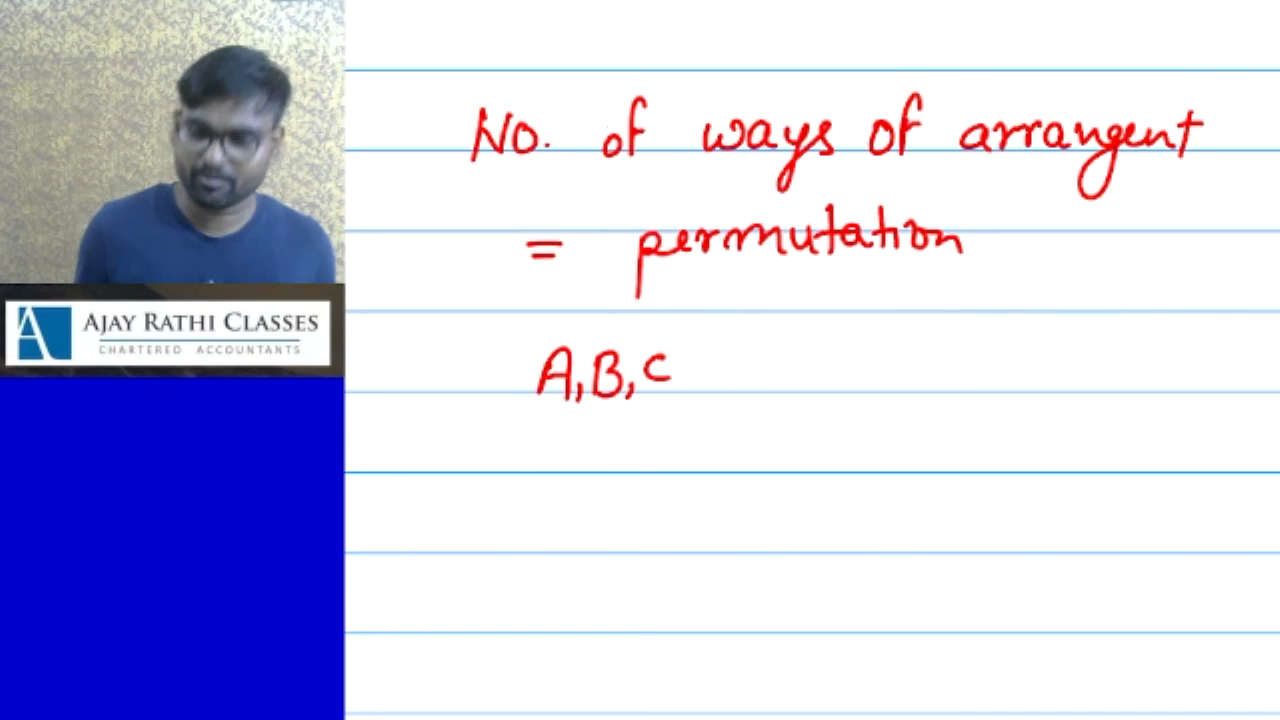 No. of ways of arrangent
= permutation
A, B, C
AJAY RATHI CLASSES
CHARTERED ACCOUNTANTS